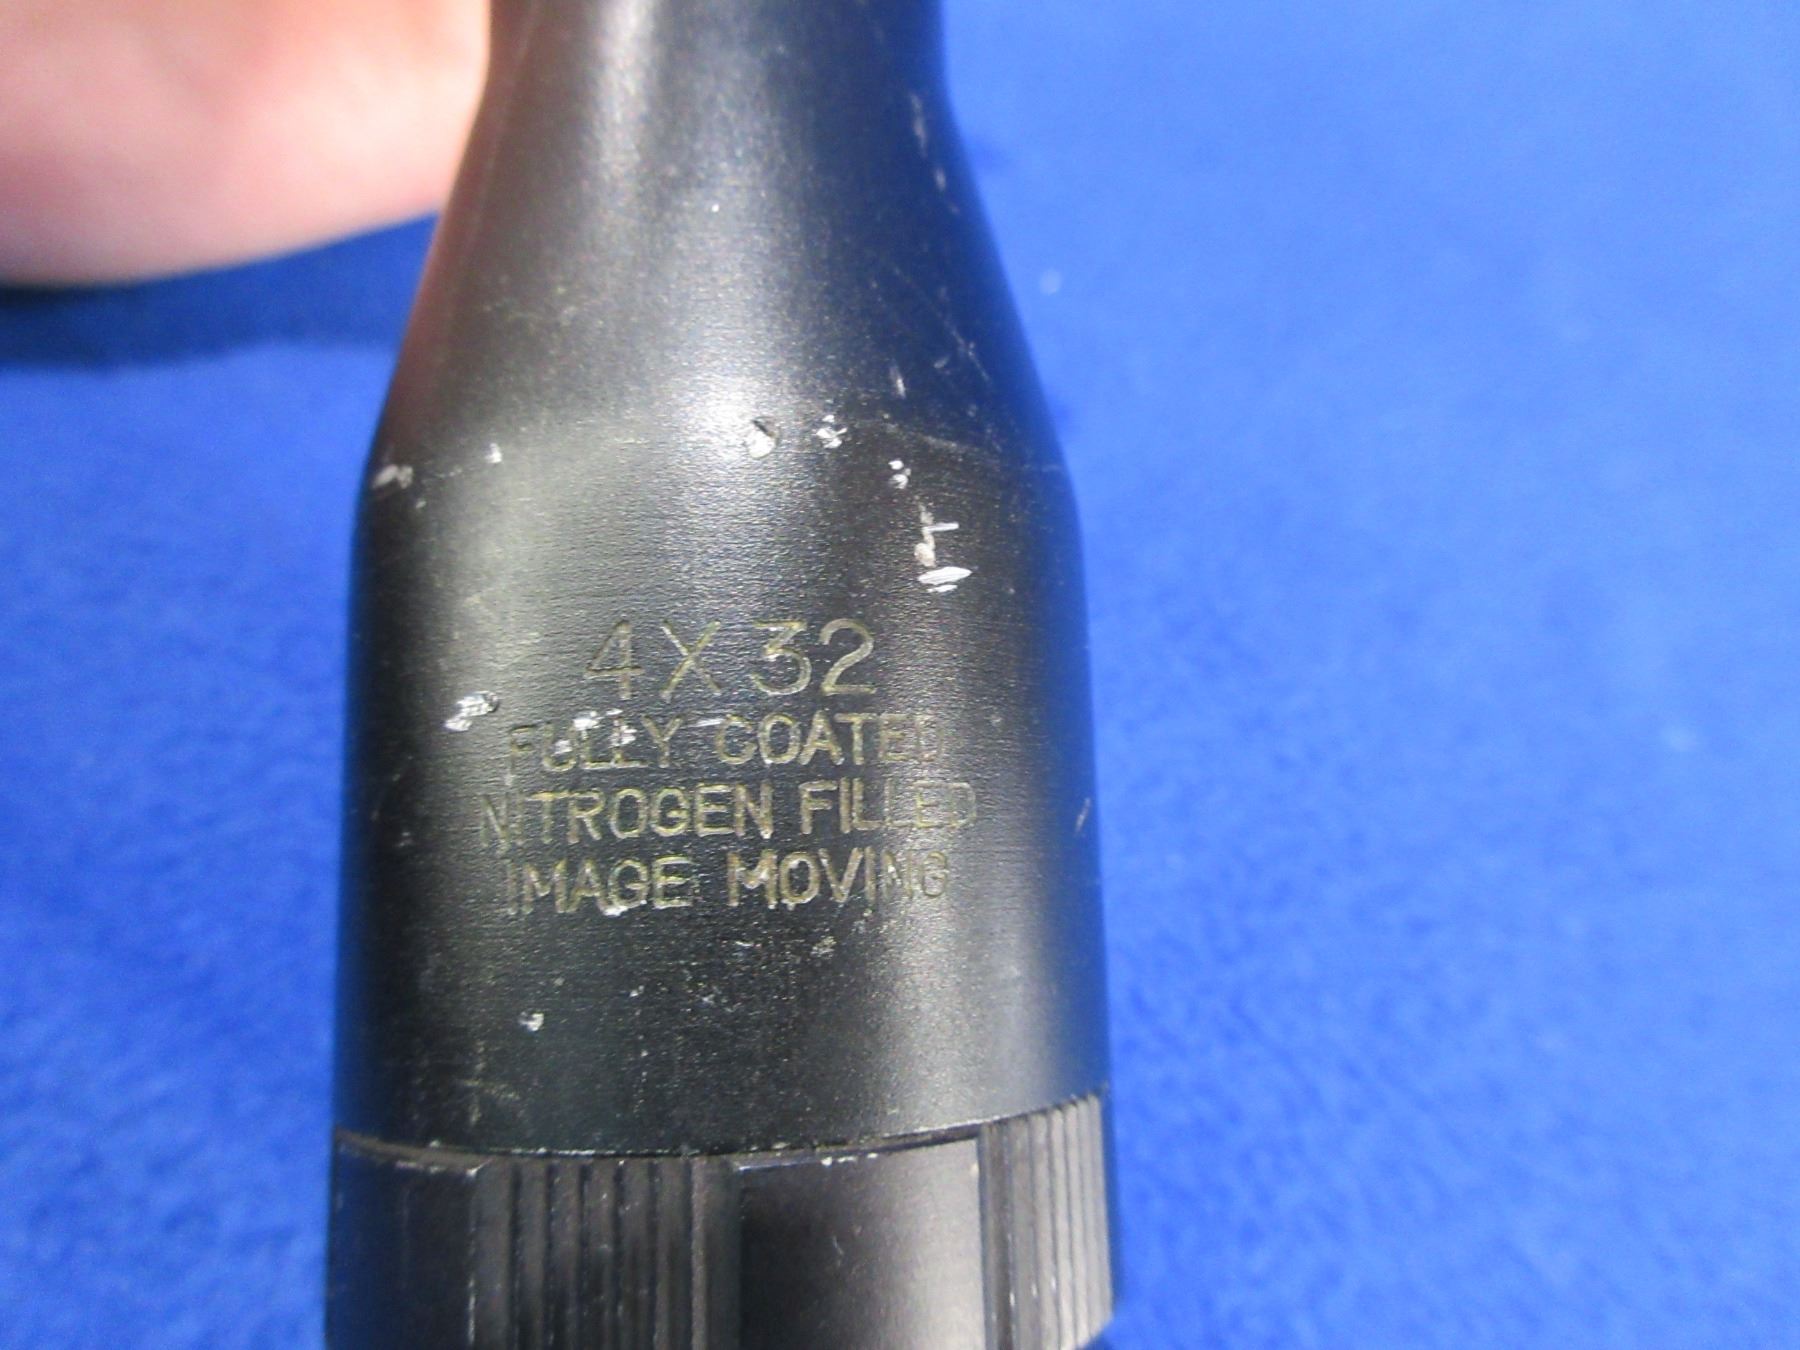 4X32
FULLY COATED
NITROGEN FILLED
IMAGE MOVING